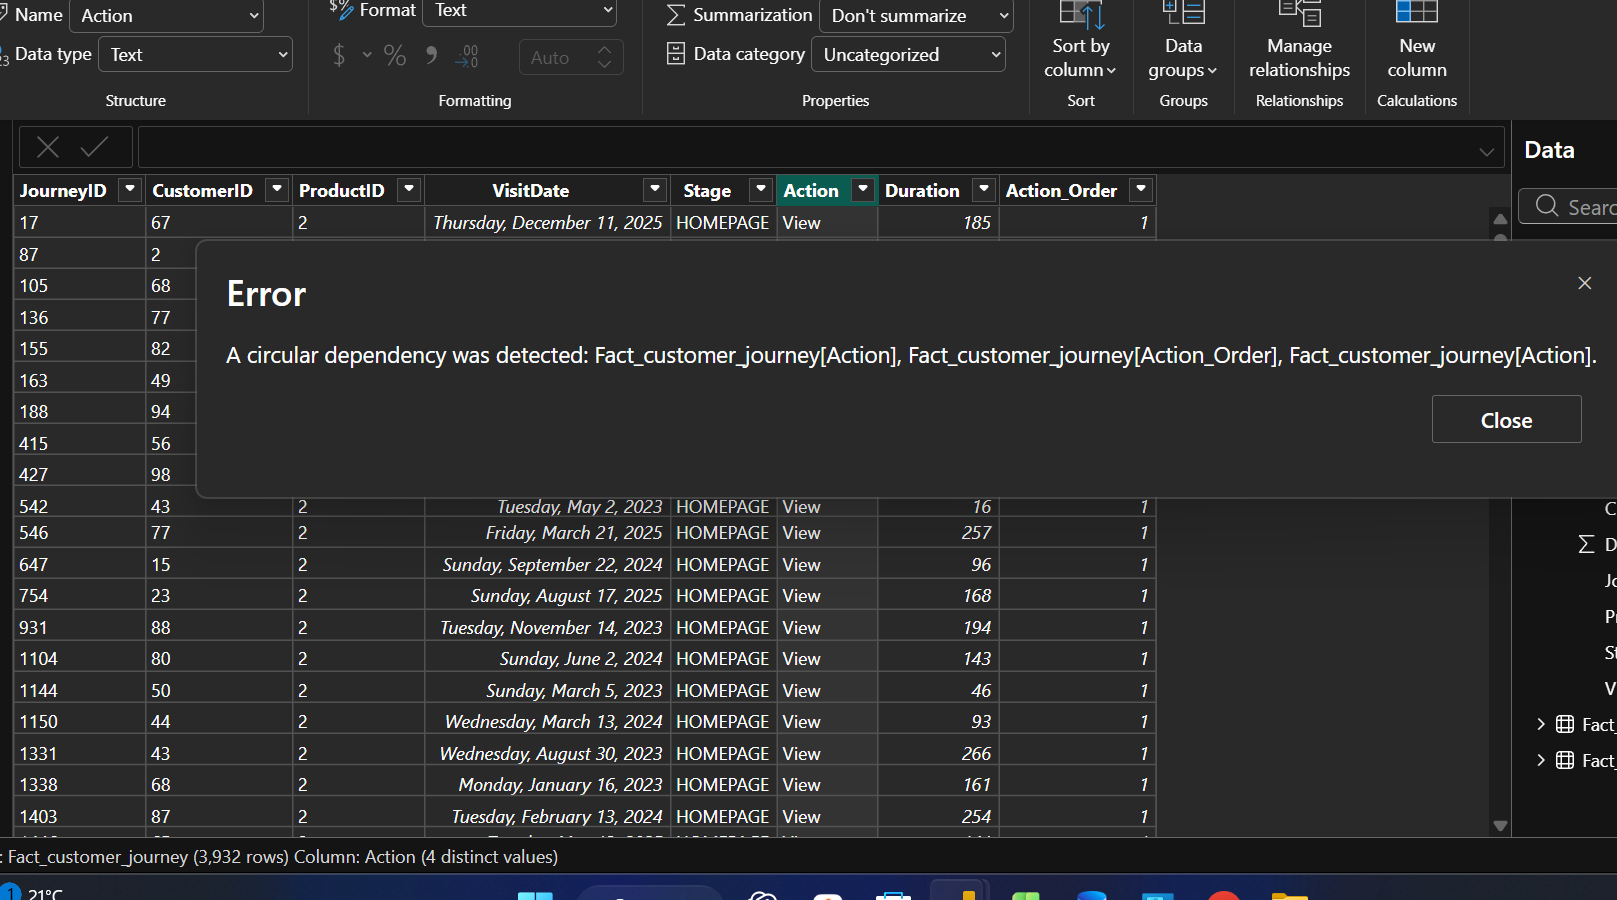 Name Action Format Text Summarization Don't summarize
Data type Text $ % .00 →0 Auto Data category Uncategorized
Sort by column Data groups Manage relationships New column
Structure Formatting Properties Sort Groups Relationships Calculations
Data
Searc
JourneyID CustomerID ProductID VisitDate Stage Action Duration Action_Order
17 67 2 Thursday, December 11, 2025 HOMEPAGE View 185 1
87 2
105 68
136 77
155 82
163 49
188 94
415 56
427 98
Error
A circular dependency was detected: Fact_customer_journey[Action], Fact_customer_journey[Action_Order], Fact_customer_journey[Action].
Close
542 43 2 Tuesday, May 2, 2023 HOMEPAGE View 16 1
546 77 2 Friday, March 21, 2025 HOMEPAGE View 257 1
647 15 2 Sunday, September 22, 2024 HOMEPAGE View 96 1
754 23 2 Sunday, August 17, 2025 HOMEPAGE View 168 1
931 88 2 Tuesday, November 14, 2023 HOMEPAGE View 194 1
1104 80 2 Sunday, June 2, 2024 HOMEPAGE View 143 1
1144 50 2 Sunday, March 5, 2023 HOMEPAGE View 46 1
1150 44 2 Wednesday, March 13, 2024 HOMEPAGE View 93 1
1331 43 2 Wednesday, August 30, 2023 HOMEPAGE View 266 1
1338 68 2 Monday, January 16, 2023 HOMEPAGE View 161 1
1403 87 2 Tuesday, February 13, 2024 HOMEPAGE View 254 1
Σ D
Fact_
Fact_
: Fact_customer_journey (3,932 rows) Column: Action (4 distinct values)
1 21°C